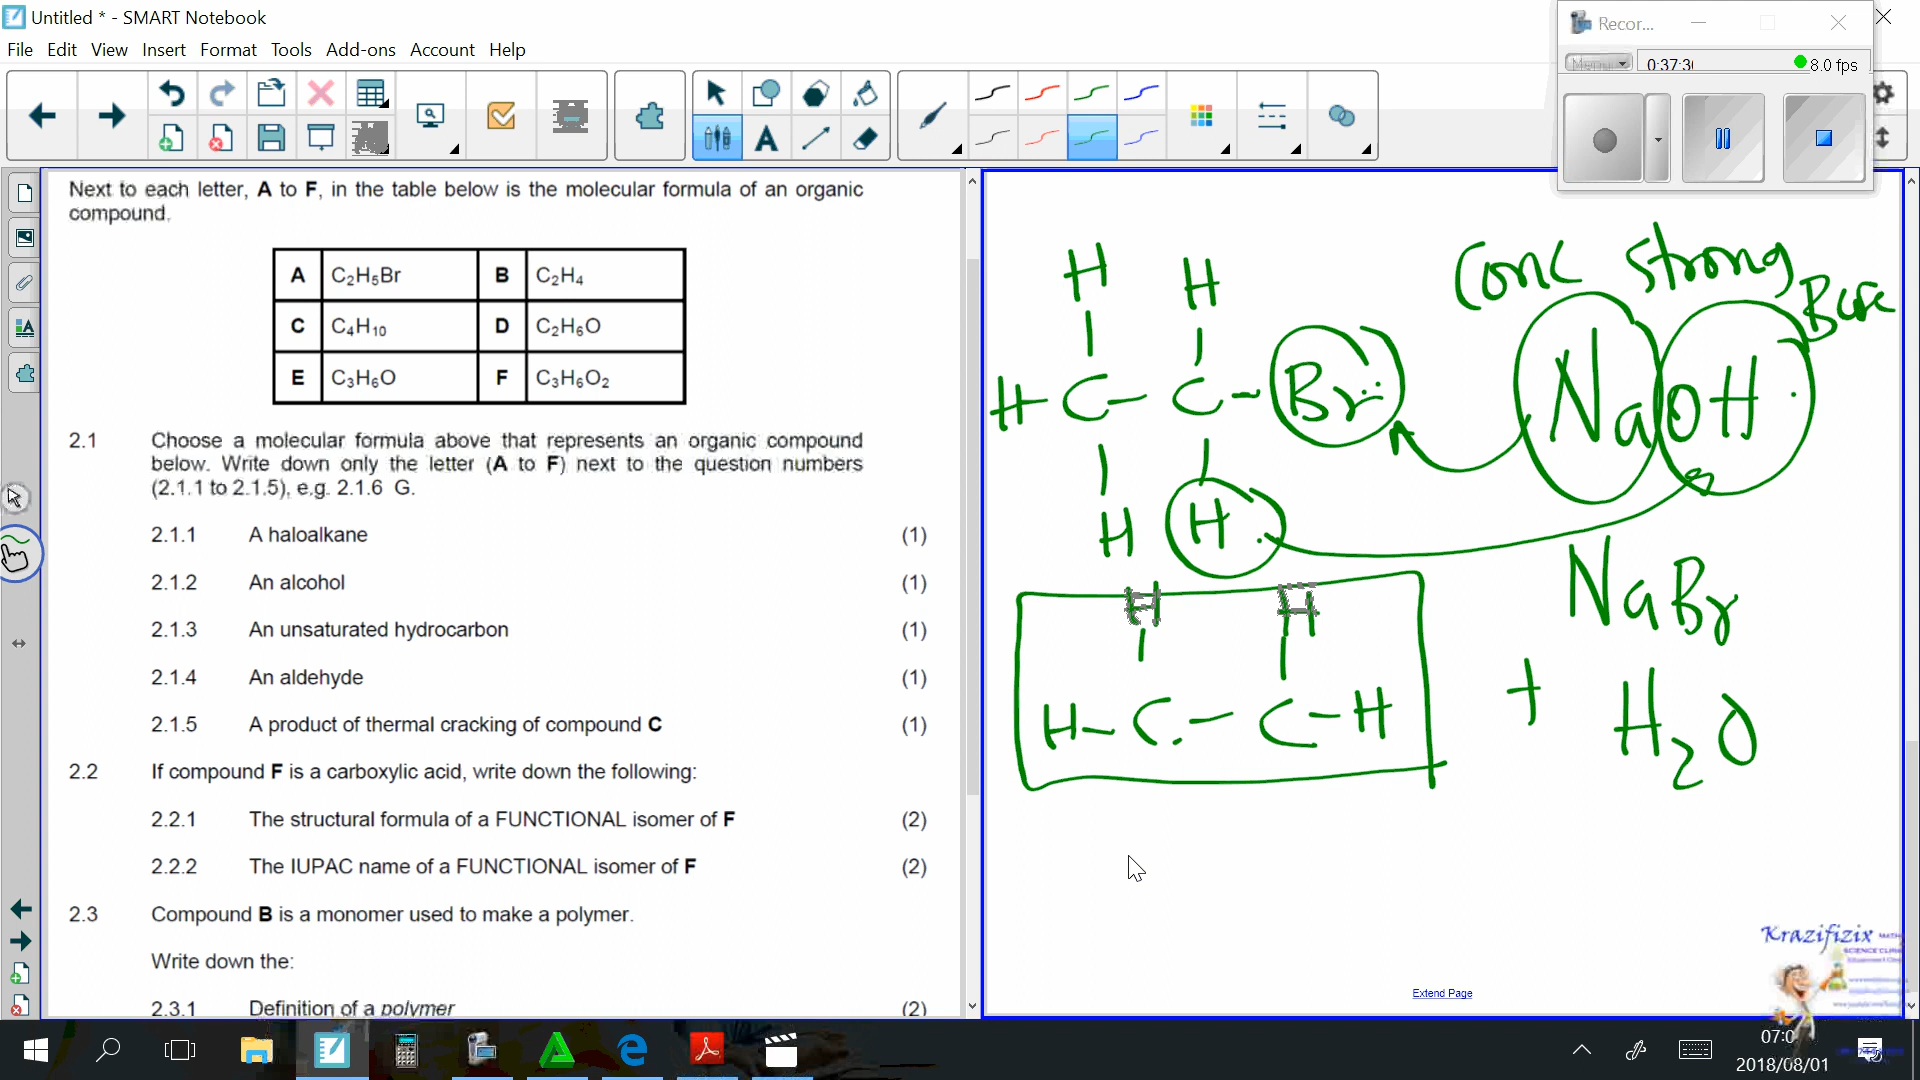 Untitled * - SMART Notebook
File Edit View Insert Format Tools Add-ons Account Help
Recor...
Menu
0:37:3
8.0 fps
Next to each letter, A to F, in the table below is the molecular formula of an organic
compound.
A C₂H₅Br B C₂H₄
C C₄H₁₀ D C₂H₆O
E C₃H₆O F C₃H₆O₂
2.1 Choose a molecular formula above that represents an organic compound
below. Write down only the letter (A to F) next to the question numbers
(2.1.1 to 2.1.5), e.g. 2.1.6 G.
2.1.1 A haloalkane (1)
2.1.2 An alcohol (1)
2.1.3 An unsaturated hydrocarbon (1)
2.1.4 An aldehyde (1)
2.1.5 A product of thermal cracking of compound C (1)
2.2 If compound F is a carboxylic acid, write down the following:
2.2.1 The structural formula of a FUNCTIONAL isomer of F (2)
2.2.2 The IUPAC name of a FUNCTIONAL isomer of F (2)
2.3 Compound B is a monomer used to make a polymer.
Write down the:
2.3.1 Definition of a polymer (2)
Conc strong
Base
H H
H - C - C - Br
H H
NaOH
NaBr
+ H₂O
H H
H - C - C - H
Krazifizix
SCIENCE CLINIC
Extend Page
07:0
2018/08/01